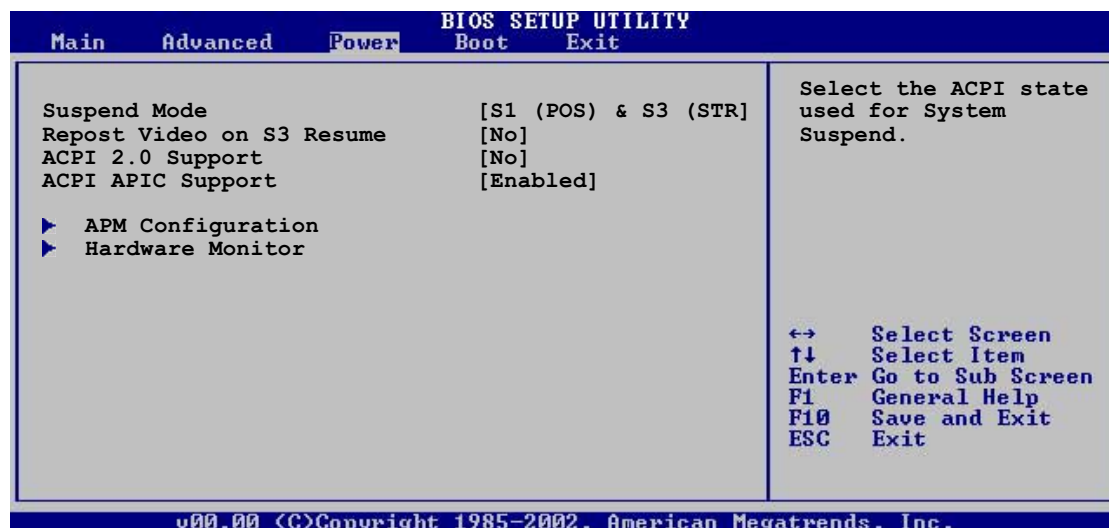 BIOS SETUP UTILITY
Main Advanced Power Boot Exit
Suspend Mode [S1 (POS) & S3 (STR]
Repost Video on S3 Resume [No]
ACPI 2.0 Support [No]
ACPI APIC Support [Enabled]
APM Configuration
Hardware Monitor
Select the ACPI state
used for System
Suspend.
←→ Select Screen
↑↓ Select Item
Enter Go to Sub Screen
F1 General Help
F10 Save and Exit
ESC Exit
v00.00 (C)Copyright 1985-2002, American Megatrends, Inc.